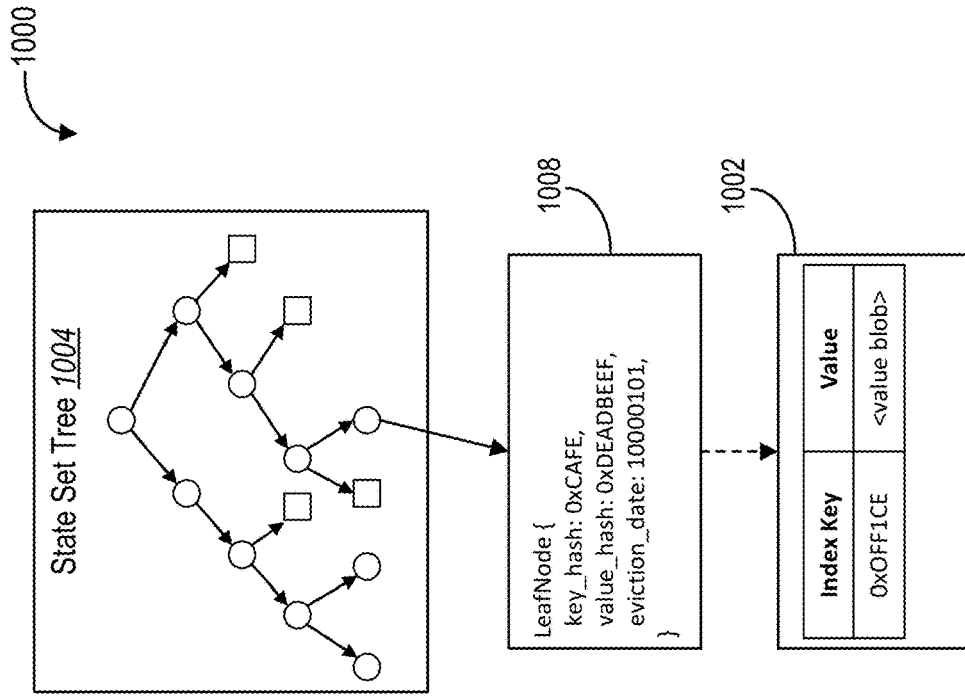 1000
State Set Tree 1004
1008
LeafNode {
key_hash: 0xCAFE,
value_hash: 0xDEADBEEF,
eviction_date: 10000101,
}
1002
Index Key Value
0xOFF1CE <value blob>